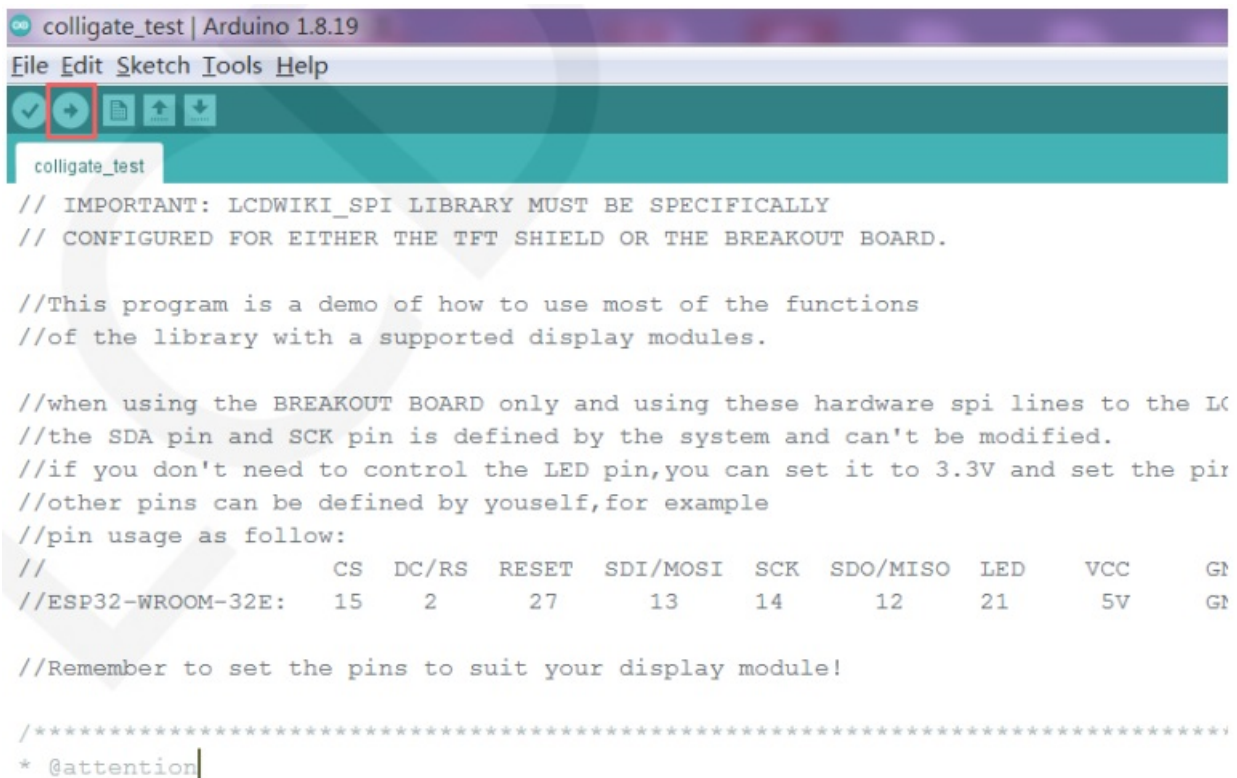 colligate_test | Arduino 1.8.19
File Edit Sketch Tools Help
colligate_test
// IMPORTANT: LCDWIKI_SPI LIBRARY MUST BE SPECIFICALLY
// CONFIGURED FOR EITHER THE TFT SHIELD OR THE BREAKOUT BOARD.
//This program is a demo of how to use most of the functions
//of the library with a supported display modules.
//when using the BREAKOUT BOARD only and using these hardware spi lines to the
//the SDA pin and SCK pin is defined by the system and can't be modified.
//if you don't need to control the LED pin,you can set it to 3.3V and set the
//other pins can be defined by youself,for example
//pin usage as follow:
// CS DC/RS RESET SDI/MOSI SCK SDO/MISO LED VCC
//ESP32-WROOM-32E: 15 2 27 13 14 12 21 5V
//Remember to set the pins to suit your display module!
/******************************************************************************
* @attention